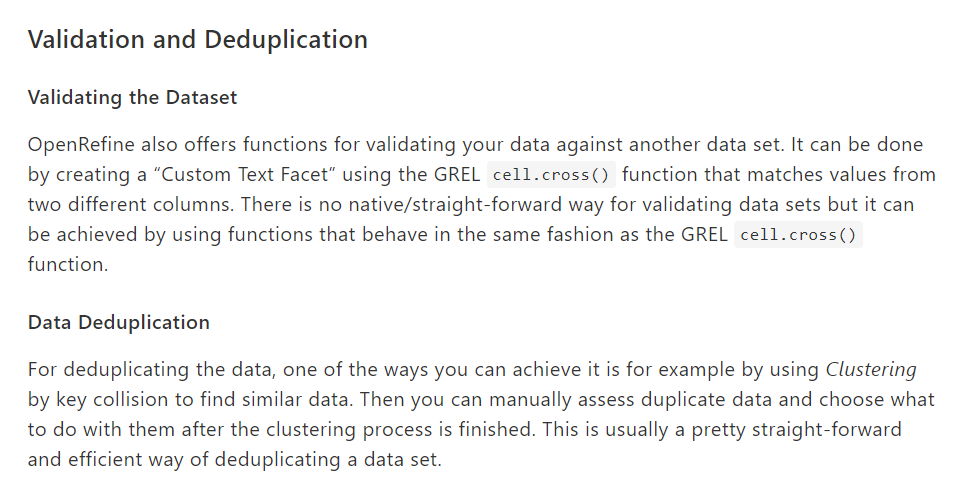 Validation and Deduplication
Validating the Dataset
OpenRefine also offers functions for validating your data against another data set. It can be done
by creating a “Custom Text Facet” using the GREL cell.cross() function that matches values from
two different columns. There is no native/straight-forward way for validating data sets but it can
be achieved by using functions that behave in the same fashion as the GREL cell.cross()
function.
Data Deduplication
For deduplicating the data, one of the ways you can achieve it is for example by using Clustering
by key collision to find similar data. Then you can manually assess duplicate data and choose what
to do with them after the clustering process is finished. This is usually a pretty straight-forward
and efficient way of deduplicating a data set.